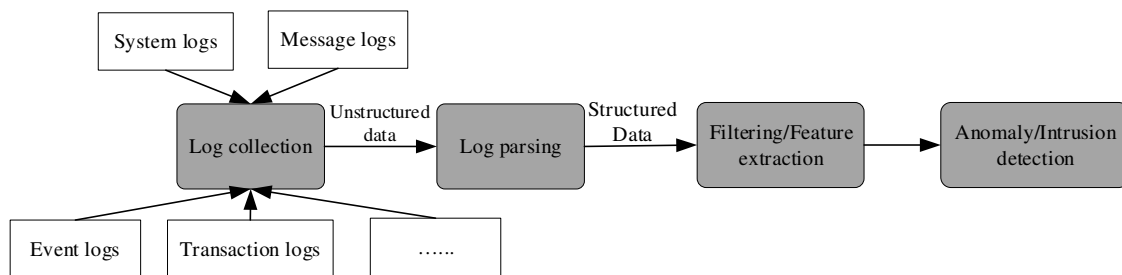 System logs
Message logs
Log collection
Unstructured
data
Log parsing
Structured
Data
Filtering/Feature
extraction
Anomaly/Intrusion
detection
Event logs
Transaction logs
……